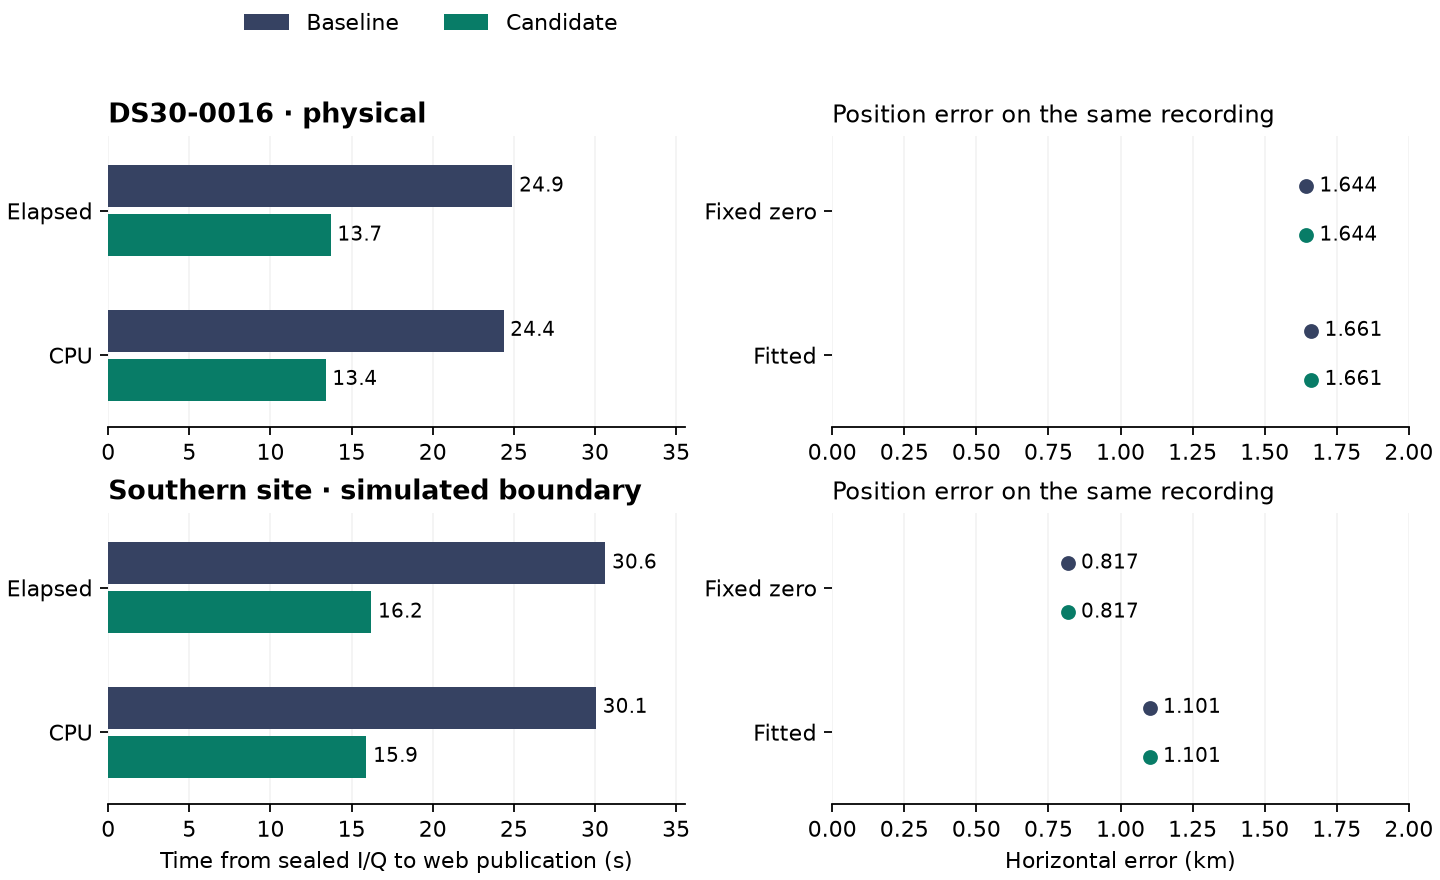 Baseline Candidate
DS30-0016 · physical
Elapsed
24.9
13.7
CPU
24.4
13.4
0 5 10 15 20 25 30 35
Position error on the same recording
Fixed zero
1.644
1.644
Fitted
1.661
1.661
0.00 0.25 0.50 0.75 1.00 1.25 1.50 1.75 2.00
Southern site · simulated boundary
Elapsed
30.6
16.2
CPU
30.1
15.9
0 5 10 15 20 25 30 35
Time from sealed I/Q to web publication (s)
Position error on the same recording
Fixed zero
0.817
0.817
Fitted
1.101
1.101
0.00 0.25 0.50 0.75 1.00 1.25 1.50 1.75 2.00
Horizontal error (km)